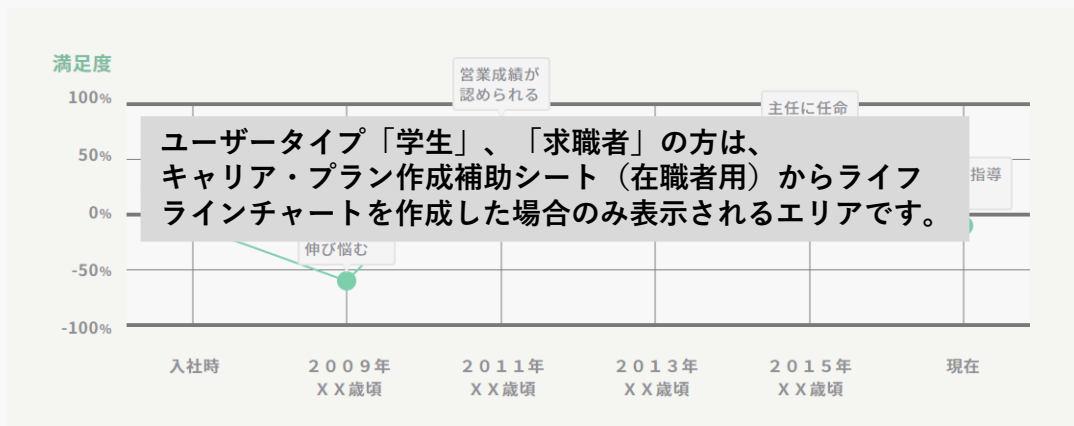 満足度
営業成績が
認められる
100%
主任に任命
ユーザータイプ「学生」、「求職者」の方は、
50%
キャリア・プラン作成補助シート（在職者用）からライフ
指導
ラインチャートを作成した場合のみ表示されるエリアです。
0%
伸び悩む
-50%
-100%
入社時
２００９年
ＸＸ歳頃
２０１１年
ＸＸ歳頃
２０１３年
ＸＸ歳頃
２０１５年
ＸＸ歳頃
現在